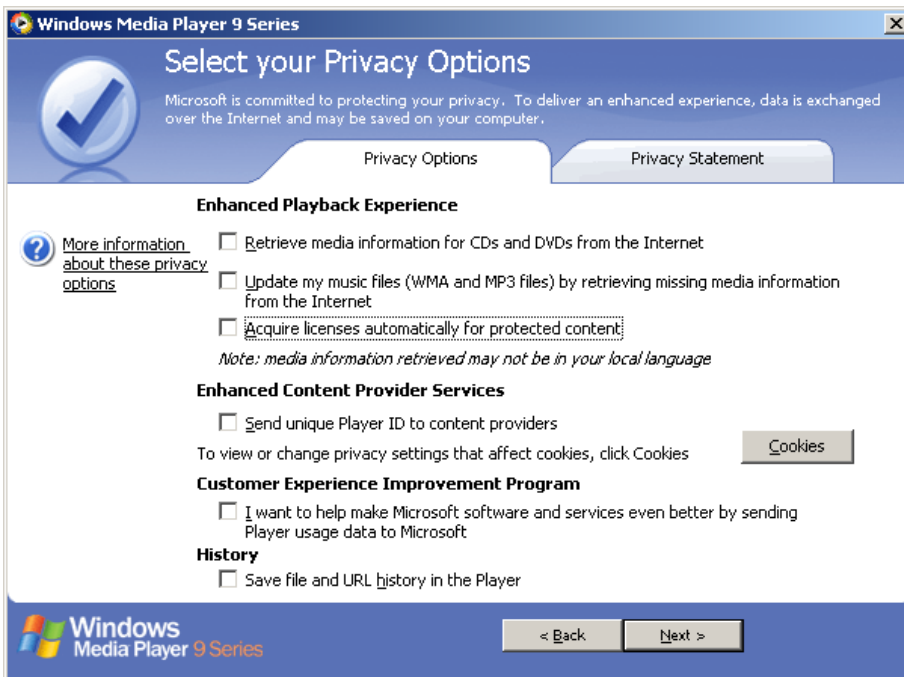 Windows Media Player 9 Series
Select your Privacy Options
Microsoft is committed to protecting your privacy. To deliver an enhanced experience, data is exchanged
over the Internet and may be saved on your computer.
Privacy Options
Privacy Statement
Enhanced Playback Experience
More information
about these privacy
options
Retrieve media information for CDs and DVDs from the Internet
Update my music files (WMA and MP3 files) by retrieving missing media information
from the Internet
Acquire licenses automatically for protected content
Note: media information retrieved may not be in your local language
Enhanced Content Provider Services
Send unique Player ID to content providers
To view or change privacy settings that affect cookies, click Cookies
Cookies
Customer Experience Improvement Program
I want to help make Microsoft software and services even better by sending
Player usage data to Microsoft
History
Save file and URL history in the Player
Windows
Media Player 9 Series
< Back
Next >